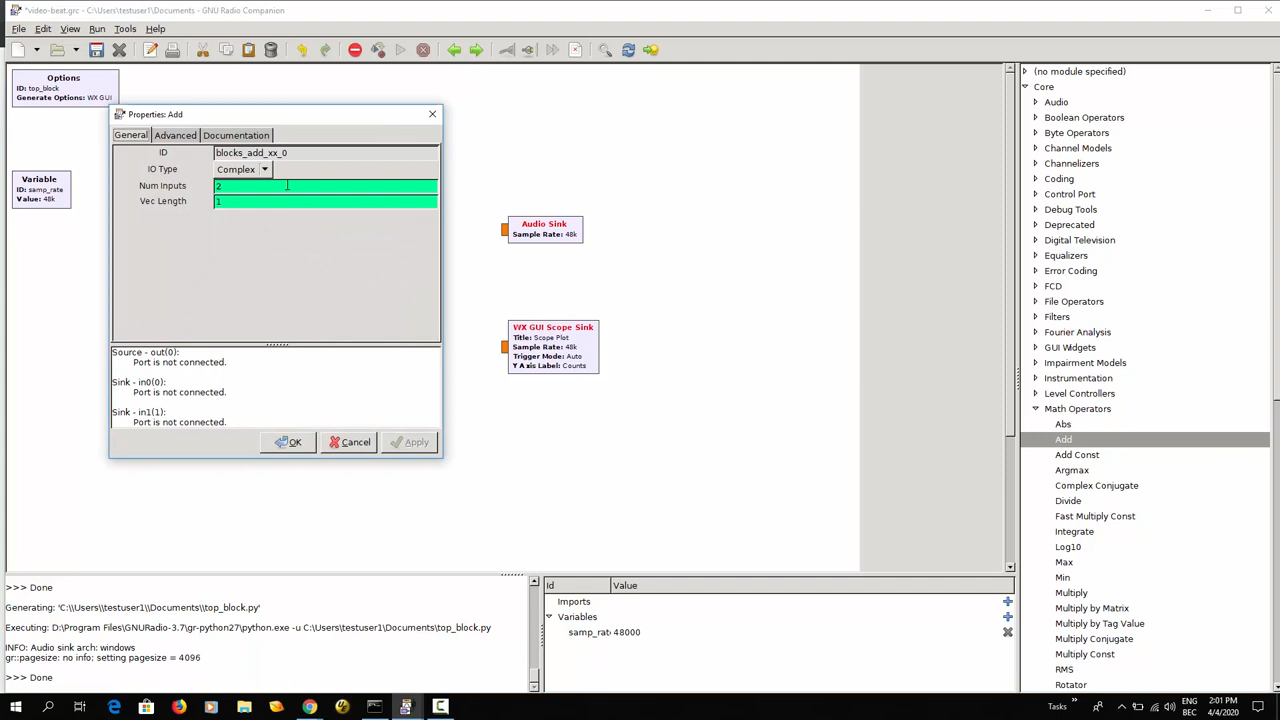 *video-beat.grc - C:\Users\testuser1\Documents - GNU Radio Companion
File Edit View Run Tools Help
Options
ID: top_block
Generate Options: WX GUI
Variable
ID: samp_rate
Value: 48k
Properties: Add
General Advanced Documentation
ID blocks_add_xx_0
IO Type Complex
Num Inputs 2
Vec Length 1
Source - out(0):
Port is not connected.
Sink - in0(0):
Port is not connected.
Sink - in1(1):
Port is not connected.
OK Cancel Apply
Audio Sink
Sample Rate: 48k
WX GUI Scope Sink
Title: Scope Plot
Sample Rate: 48k
Trigger Mode: Auto
Y Axis Label: Counts
(no module specified)
Core
Audio
Boolean Operators
Byte Operators
Channel Models
Channelizers
Coding
Control Port
Debug Tools
Deprecated
Digital Television
Equalizers
Error Coding
FCD
File Operators
Filters
Fourier Analysis
GUI Widgets
Impairment Models
Instrumentation
Level Controllers
Math Operators
Abs
Add
Add Const
Argmax
Complex Conjugate
Divide
Fast Multiply Const
Integrate
Log10
Max
Min
Multiply
Multiply by Matrix
Multiply by Tag Value
Multiply Conjugate
Multiply Const
RMS
Rotator
>>> Done
Generating: 'C:\\Users\\testuser1\\Documents\\top_block.py'
Executing: D:\Program Files\GNURadio-3.7\gr-python27\python.exe -u C:\Users\testuser1\Documents\top_block.py
INFO: Audio sink arch: windows
gr::pagesize: no info: setting pagesize = 4096
>>> Done
Id Value
Imports
Variables
samp_rate 48000
Tasks
ENG
BEC
2:01 PM
4/4/2020